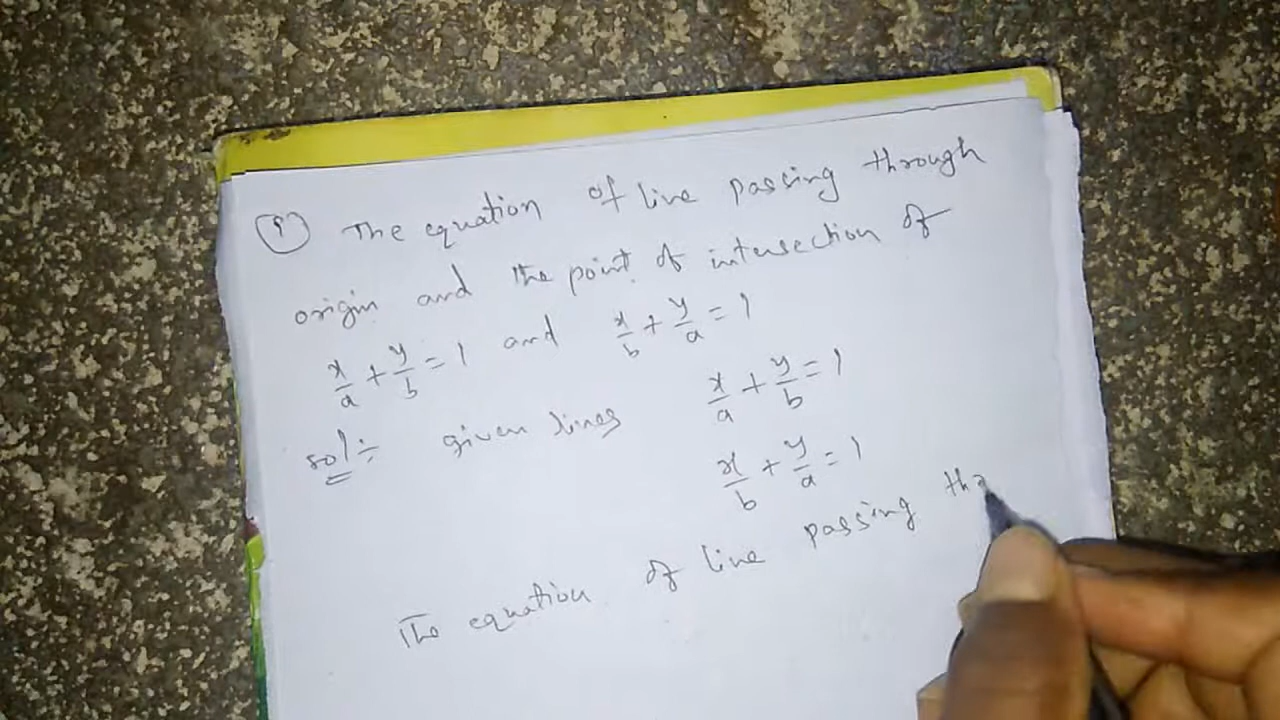 9 The equation of line passing through
origin and the point of intersection of
x/a + y/b = 1 and x/b + y/a = 1
sol:- given lines x/a + y/b = 1
x/b + y/a = 1
The equation of line passing thr